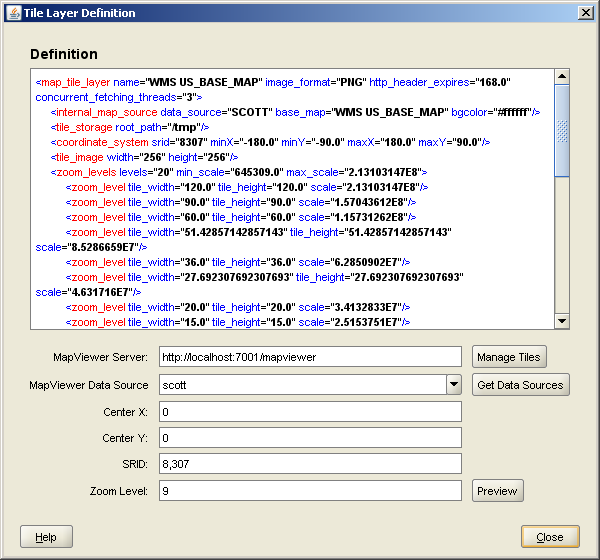 Tile Layer Definition
Definition
<map_tile_layer name="WMS US_BASE_MAP" image_format="PNG" http_header_expires="168.0"
concurrent_fetching_threads="3">
<internal_map_source data_source="SCOTT" base_map="WMS US_BASE_MAP" bgcolor="#ffffff"/>
<tile_storage root_path="/tmp"/>
<coordinate_system srid="8307" minX="-180.0" minY="-90.0" maxX="180.0" maxY="90.0"/>
<tile_image width="256" height="256"/>
<zoom_levels levels="20" min_scale="645309.0" max_scale="2.13103147E8">
<zoom_level tile_width="120.0" tile_height="120.0" scale="2.13103147E8"/>
<zoom_level tile_width="90.0" tile_height="90.0" scale="1.57043612E8"/>
<zoom_level tile_width="60.0" tile_height="60.0" scale="1.15731262E8"/>
<zoom_level tile_width="51.42857142857143" tile_height="51.42857142857143"
scale="8.5286659E7"/>
<zoom_level tile_width="36.0" tile_height="36.0" scale="6.2850902E7"/>
<zoom_level tile_width="27.692307692307693" tile_height="27.692307692307693"
scale="4.631716E7"/>
<zoom_level tile_width="20.0" tile_height="20.0" scale="3.4132833E7"/>
<zoom_level tile_width="15.0" tile_height="15.0" scale="2.5153751E7"/>
MapViewer Server: http://localhost:7001/mapviewer Manage Tiles
MapViewer Data Source scott Get Data Sources
Center X: 0
Center Y: 0
SRID: 8,307
Zoom Level: 9 Preview
Help Close